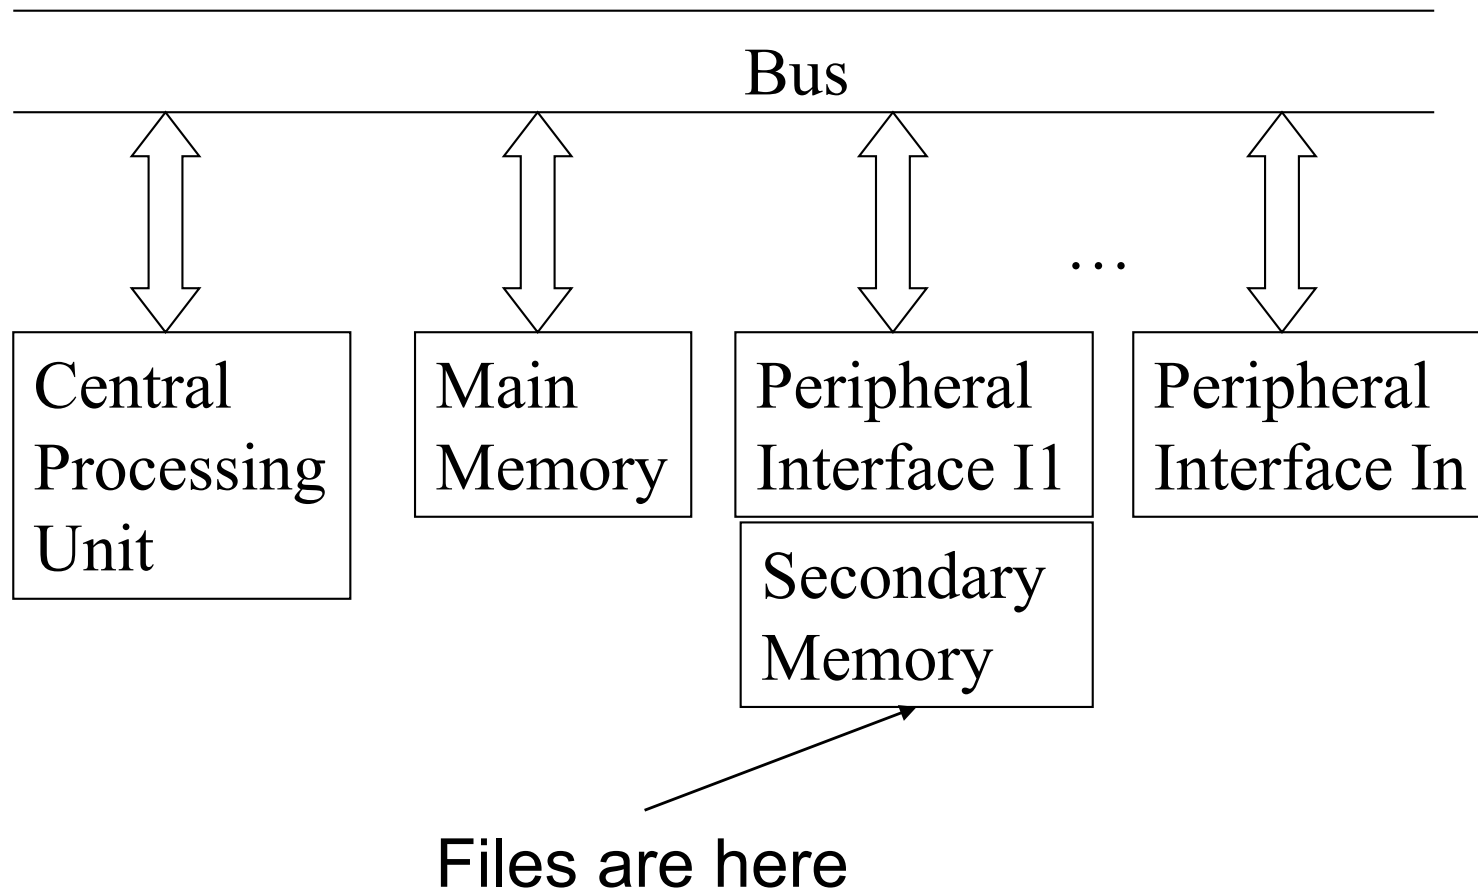 Bus
…
Central
Processing
Unit
Main
Memory
Peripheral
Interface I1
Peripheral
Interface In
Secondary
Memory
Files are here